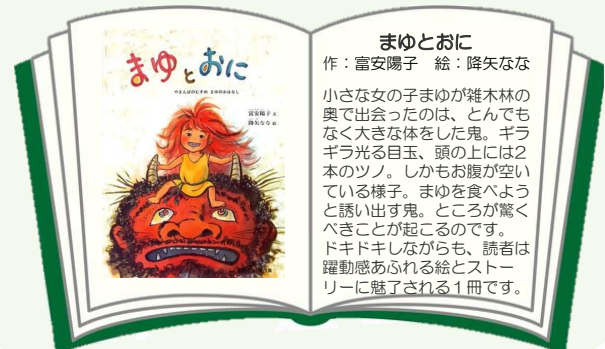 まゆとおに
やまんばのむすめ まゆのおはなし
富安陽子 文
降矢なな 絵
まゆとおに
作：富安陽子　絵：降矢なな
小さな女の子まゆが雑木林の
奥で出会ったのは、とんでも
なく大きな体をした鬼。ギラ
ギラ光る目玉、頭の上には2
本のツノ。しかもお腹が空い
ている様子。まゆを食べよう
と誘い出す鬼。ところが驚く
べきことが起こるのです。
ドキドキしながらも、読者は
躍動感あふれる絵とストー
リーに魅了される１冊です。